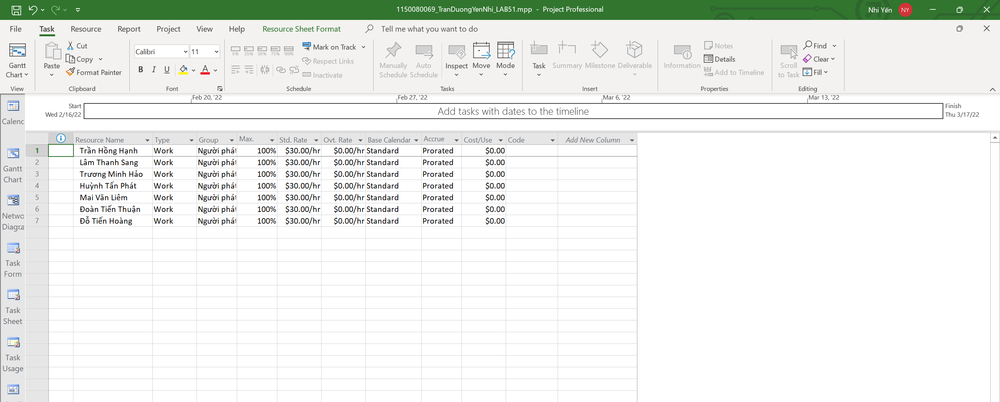 1150080069_TranDuongYenNhi_LAB51.mpp - Project Professional
Nhi Yến NY
File Task Resource Report Project View Help Resource Sheet Format Tell me what you want to do
Gantt Chart
View
Paste
Cut
Copy
Format Painter
Clipboard
Calibri 11
B I U A
Font
0% 25% 50% 75% 100%
Mark on Track
Respect Links
Inactivate
Schedule
Manually Schedule
Auto Schedule
Inspect
Move
Mode
Tasks
Task
Summary
Milestone
Deliverable
Insert
Information
Notes
Details
Add to Timeline
Properties
Scroll to Task
Find
Clear
Fill
Editing
Feb 20, '22 Feb 27, '22 Mar 6, '22 Mar 13, '22
Start
Wed 2/16/22
Add tasks with dates to the timeline
Finish
Thu 3/17/22
Calenc
Gantt
Chart
Netwo
Diagra
Task
Form
Task
Sheet
Task
Usage
Resource Name Type Group Max. Std. Rate Ovt. Rate Base Calendar Accrue Cost/Use Code Add New Column
1 Trần Hồng Hạnh Work Người phát 100% $30.00/hr $0.00/hr Standard Prorated $0.00
2 Lâm Thanh Sang Work Người phát 100% $30.00/hr $0.00/hr Standard Prorated $0.00
3 Trương Minh Hảo Work Người phát 100% $30.00/hr $0.00/hr Standard Prorated $0.00
4 Huỳnh Tấn Phát Work Người phát 100% $30.00/hr $0.00/hr Standard Prorated $0.00
5 Mai Văn Liêm Work Người phát 100% $30.00/hr $0.00/hr Standard Prorated $0.00
6 Đoàn Tiến Thuận Work Người phát 100% $30.00/hr $0.00/hr Standard Prorated $0.00
7 Đỗ Tiến Hoàng Work Người phát 100% $30.00/hr $0.00/hr Standard Prorated $0.00